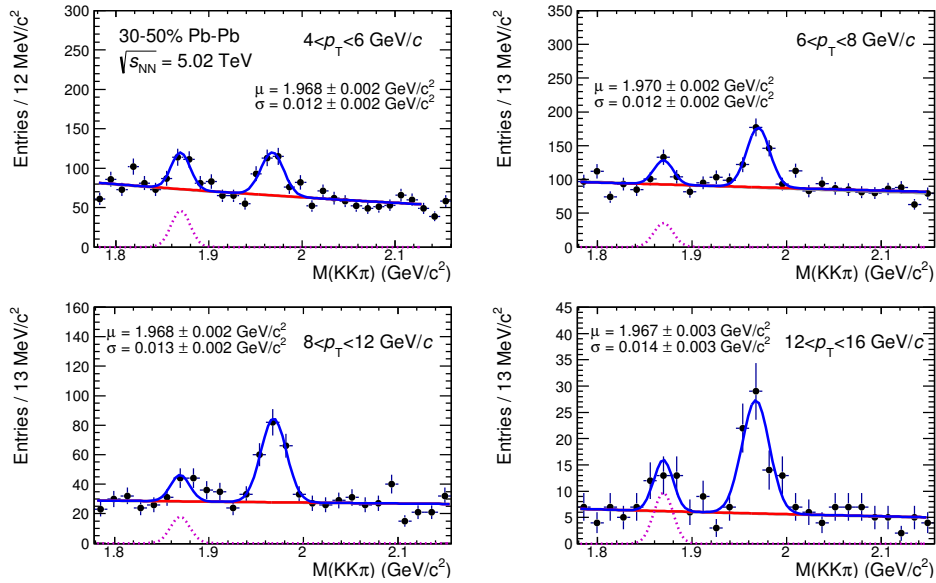 30-50% Pb-Pb
√sNN = 5.02 TeV
4<pT<6 GeV/c
μ = 1.968 ± 0.002 GeV/c²
σ = 0.012 ± 0.002 GeV/c²
Entries / 12 MeV/c²
300
250
200
150
100
50
0
1.8
1.9
2
2.1
M(KKπ) (GeV/c²)
6<pT<8 GeV/c
μ = 1.970 ± 0.002 GeV/c²
σ = 0.012 ± 0.002 GeV/c²
Entries / 13 MeV/c²
350
300
250
200
150
100
50
0
1.8
1.9
2
2.1
M(KKπ) (GeV/c²)
μ = 1.968 ± 0.002 GeV/c²
σ = 0.013 ± 0.002 GeV/c²
8<pT<12 GeV/c
Entries / 13 MeV/c²
160
140
120
100
80
60
40
20
0
1.8
1.9
2
2.1
M(KKπ) (GeV/c²)
μ = 1.967 ± 0.003 GeV/c²
σ = 0.014 ± 0.003 GeV/c²
12<pT<16 GeV/c
Entries / 13 MeV/c²
45
40
35
30
25
20
15
10
5
0
1.8
1.9
2
2.1
M(KKπ) (GeV/c²)